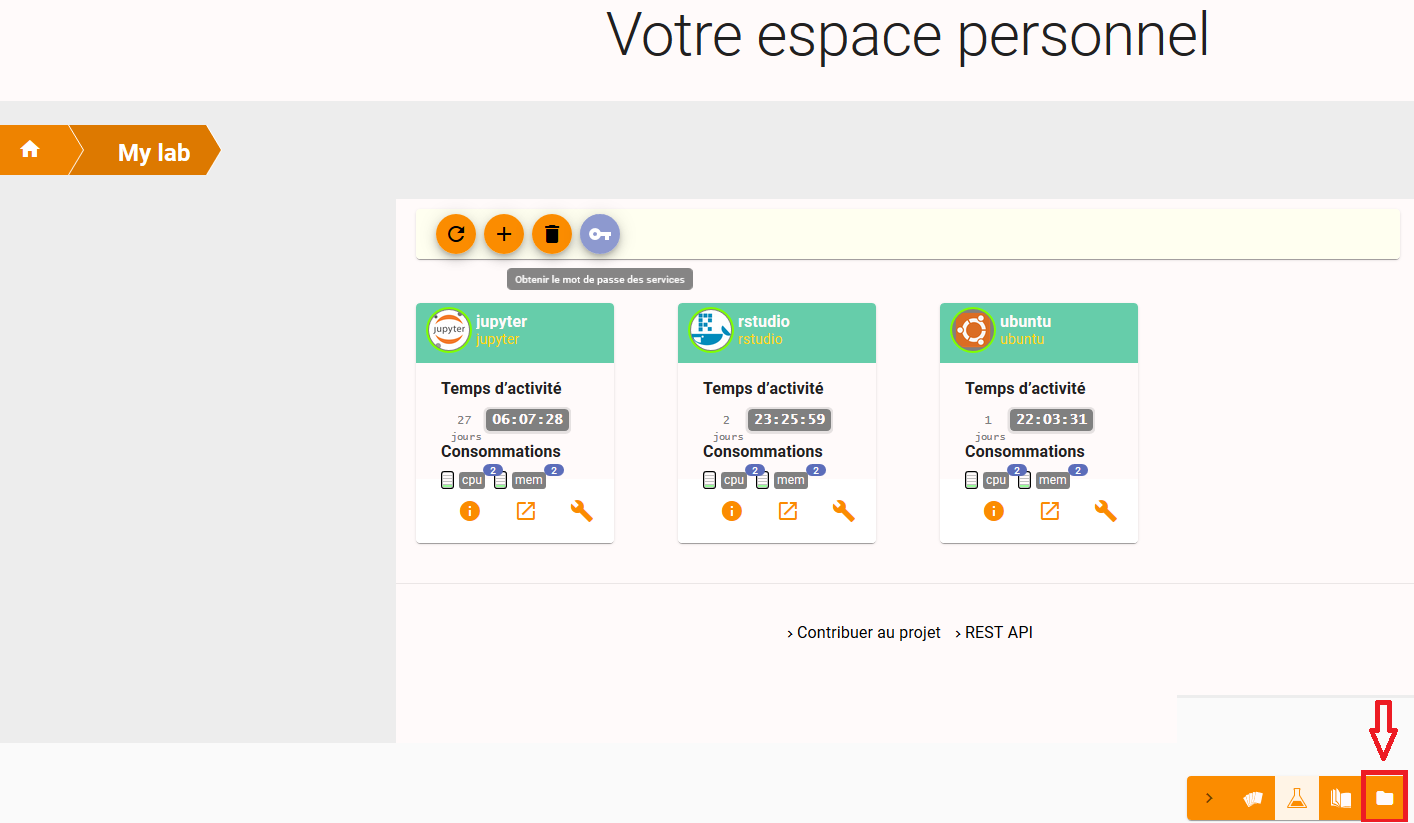 Votre espace personnel
My lab
Obtenir le mot de passe des services
jupyter
jupyter
jupyter
Temps d’activité
27 jours 06:07:28
Consommations
cpu 2 mem 2
rstudio
rstudio
Temps d’activité
2 jours 23:25:59
Consommations
cpu 2 mem 2
ubuntu
ubuntu
Temps d’activité
1 jours 22:03:31
Consommations
cpu 2 mem 2
› Contribuer au projet › REST API